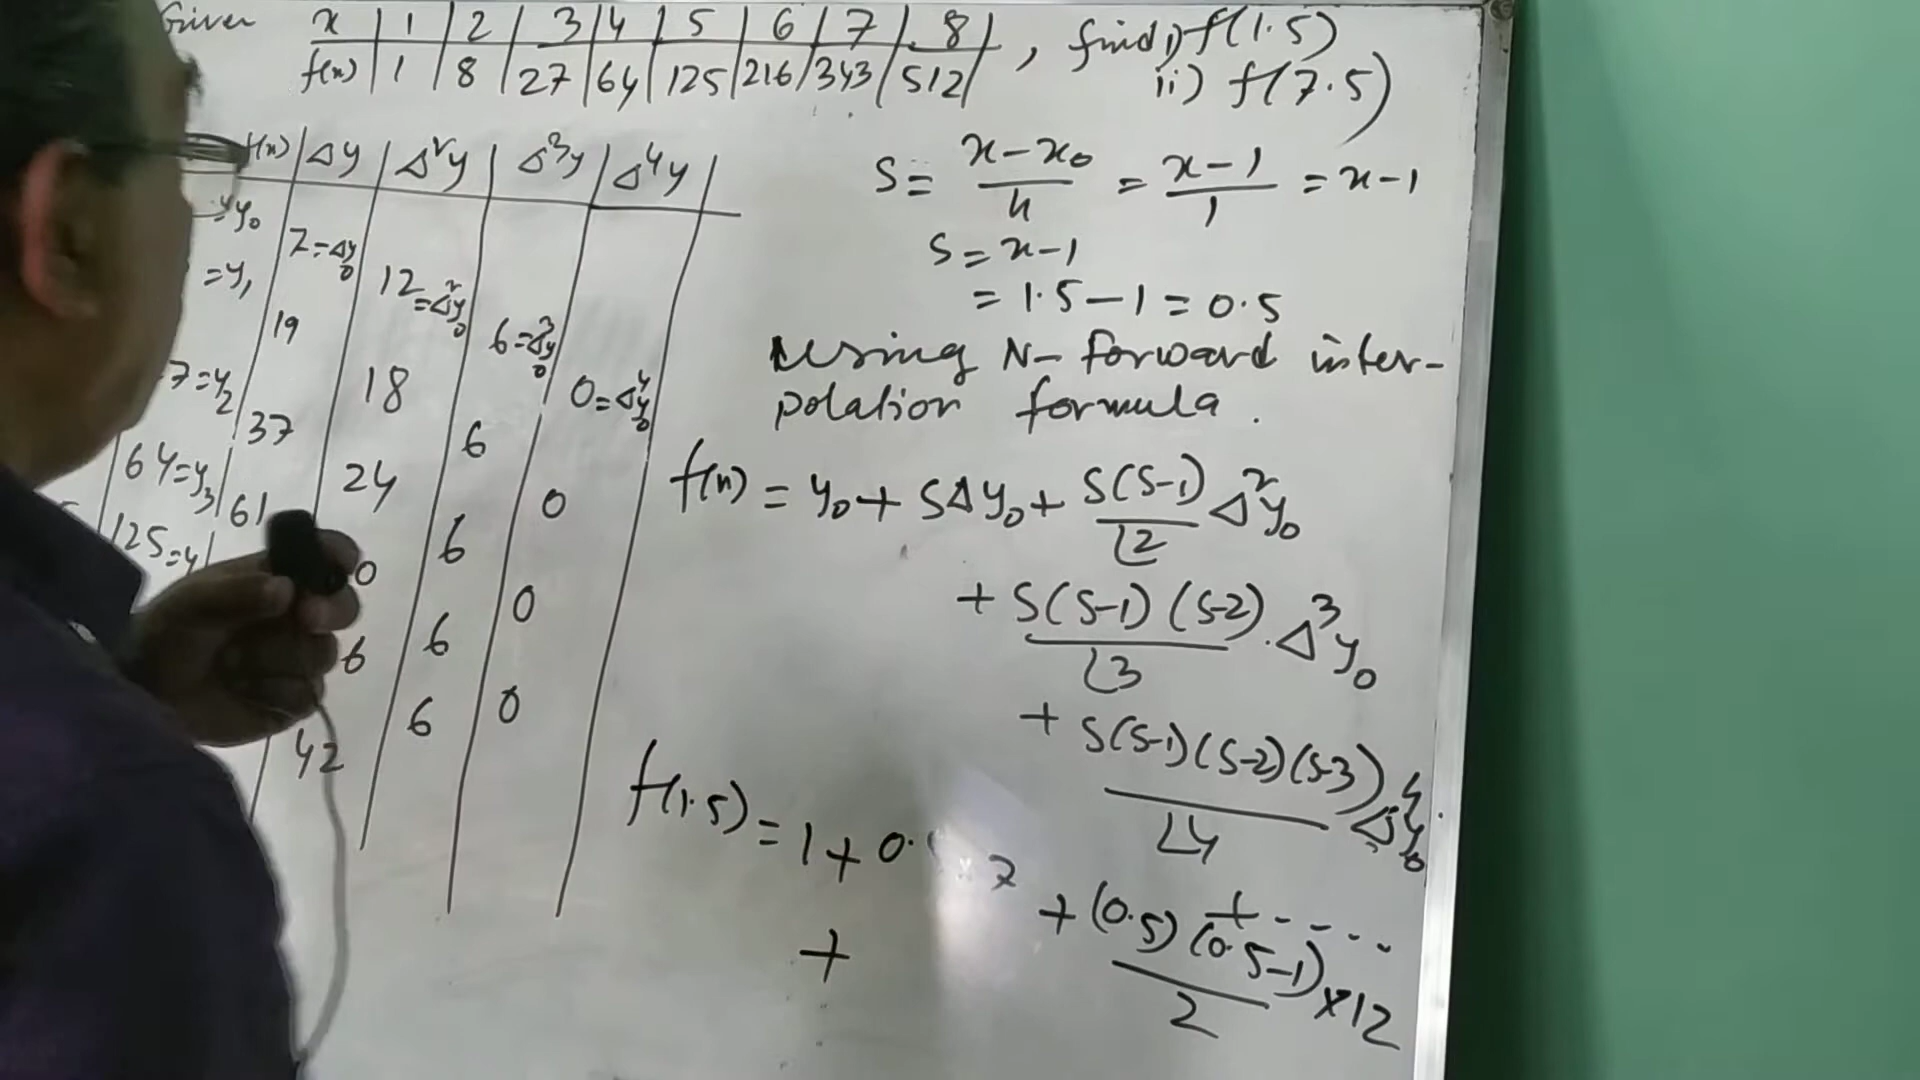 Given x | 1 | 2 | 3 | 4 | 5 | 6 | 7 | 8 | , find i) f(1.5)
f(x) | 1 | 8 | 27 | 64 | 125 | 216 | 343 | 512 | ii) f(7.5)
f(x) | Δy | Δ²y | Δ³y | Δ⁴y |
= y₀
7 = Δy₀
= y₁
12 = Δ²y₀
19
6 = Δ³y₀
7 = y₂
18
0 = Δ⁴y₀
37
6
64 = y₃
24
0
61
125 = y
6
0
0
6
6
6
0
42
S = (x - x₀)/h = (x - 1)/1 = x - 1
S = x - 1
= 1.5 - 1 = 0.5
Using N- forward inter-
polation formula.
f(x) = y₀ + SΔy₀ + S(S-1)/⌊2 Δ²y₀
+ S(S-1)(S-2)/⌊3 . Δ³y₀
+ S(S-1)(S-2)(S-3)/⌊4 Δ⁴y₀
+ - - - -
f(1.5) = 1 + 0. × 7 + (0.5)(0.5-1)/2 × 12
+